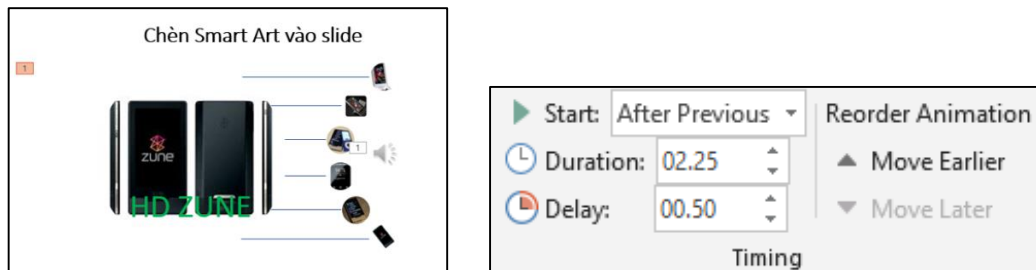 Chèn Smart Art vào slide
1
zune
1
HD ZUNE
Start: After Previous
Reorder Animation
Duration: 02.25
Move Earlier
Delay: 00.50
Move Later
Timing